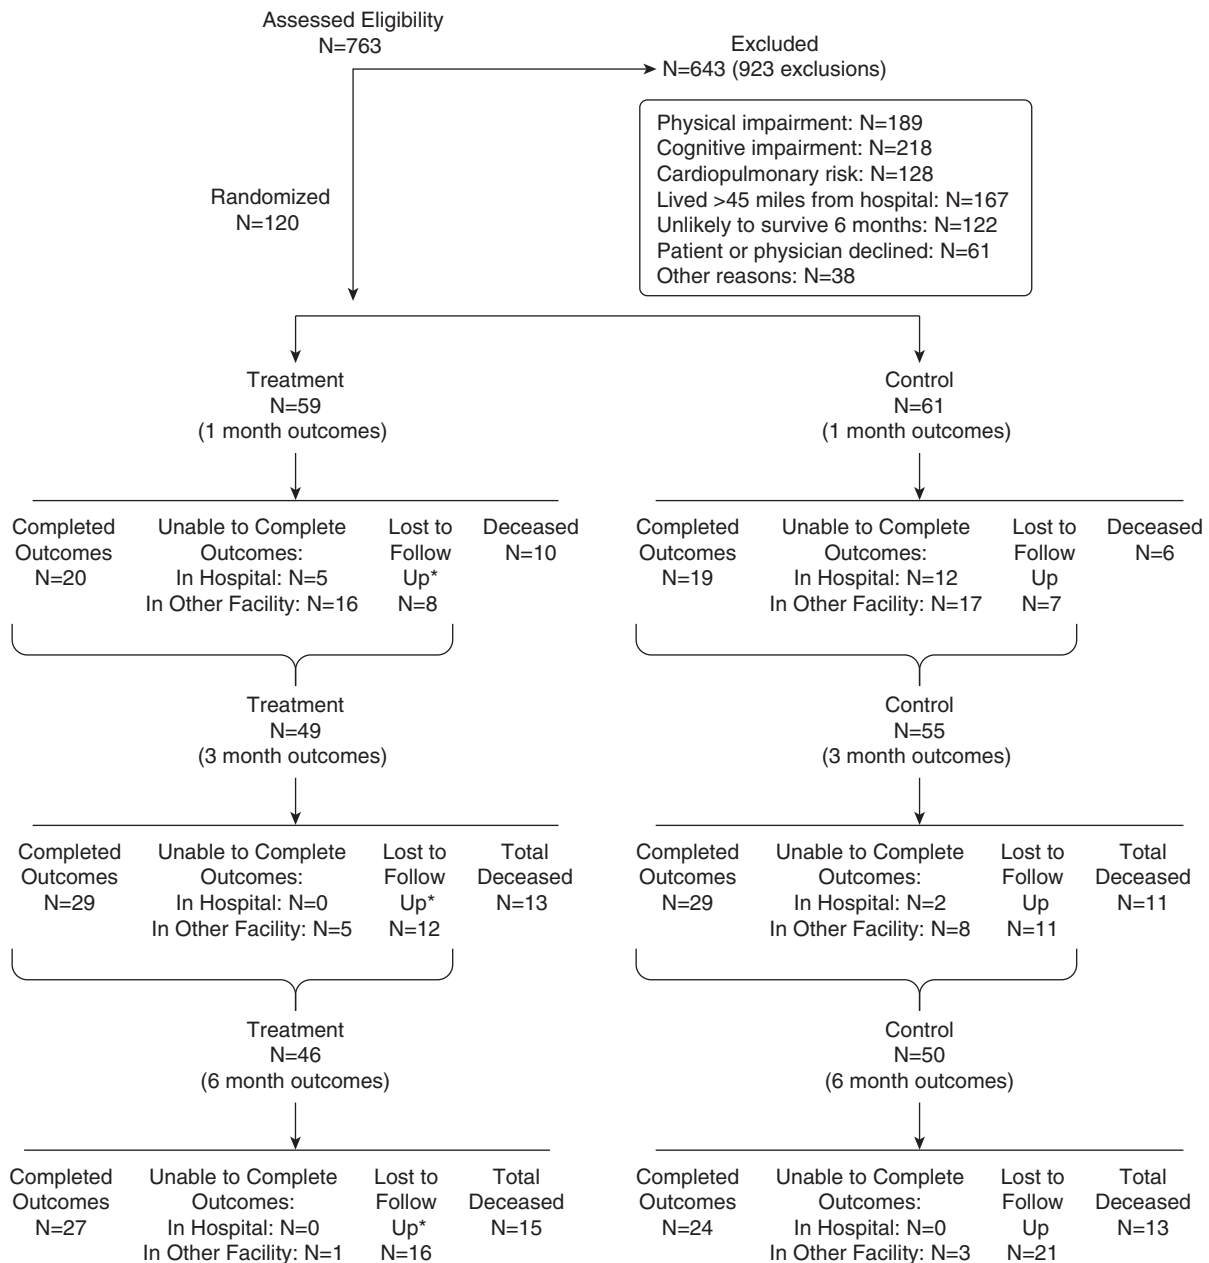 Assessed Eligibility
N=763
Excluded
N=643 (923 exclusions)
Physical impairment: N=189
Cognitive impairment: N=218
Cardiopulmonary risk: N=128
Lived >45 miles from hospital: N=167
Unlikely to survive 6 months: N=122
Patient or physician declined: N=61
Other reasons: N=38
Randomized
N=120
Treatment
N=59
(1 month outcomes)
Control
N=61
(1 month outcomes)
Completed
Outcomes
N=20
Unable to Complete
Outcomes:
In Hospital: N=5
In Other Facility: N=16
Lost to
Follow
Up*
N=8
Deceased
N=10
Completed
Outcomes
N=19
Unable to Complete
Outcomes:
In Hospital: N=12
In Other Facility: N=17
Lost to
Follow
Up
N=7
Deceased
N=6
Treatment
N=49
(3 month outcomes)
Control
N=55
(3 month outcomes)
Completed
Outcomes
N=29
Unable to Complete
Outcomes:
In Hospital: N=0
In Other Facility: N=5
Lost to
Follow
Up*
N=12
Total
Deceased
N=13
Completed
Outcomes
N=29
Unable to Complete
Outcomes:
In Hospital: N=2
In Other Facility: N=8
Lost to
Follow
Up
N=11
Total
Deceased
N=11
Treatment
N=46
(6 month outcomes)
Control
N=50
(6 month outcomes)
Completed
Outcomes
N=27
Unable to Complete
Outcomes:
In Hospital: N=0
In Other Facility: N=1
Lost to
Follow
Up*
N=16
Total
Deceased
N=15
Completed
Outcomes
N=24
Unable to Complete
Outcomes:
In Hospital: N=0
In Other Facility: N=3
Lost to
Follow
Up
N=21
Total
Deceased
N=13